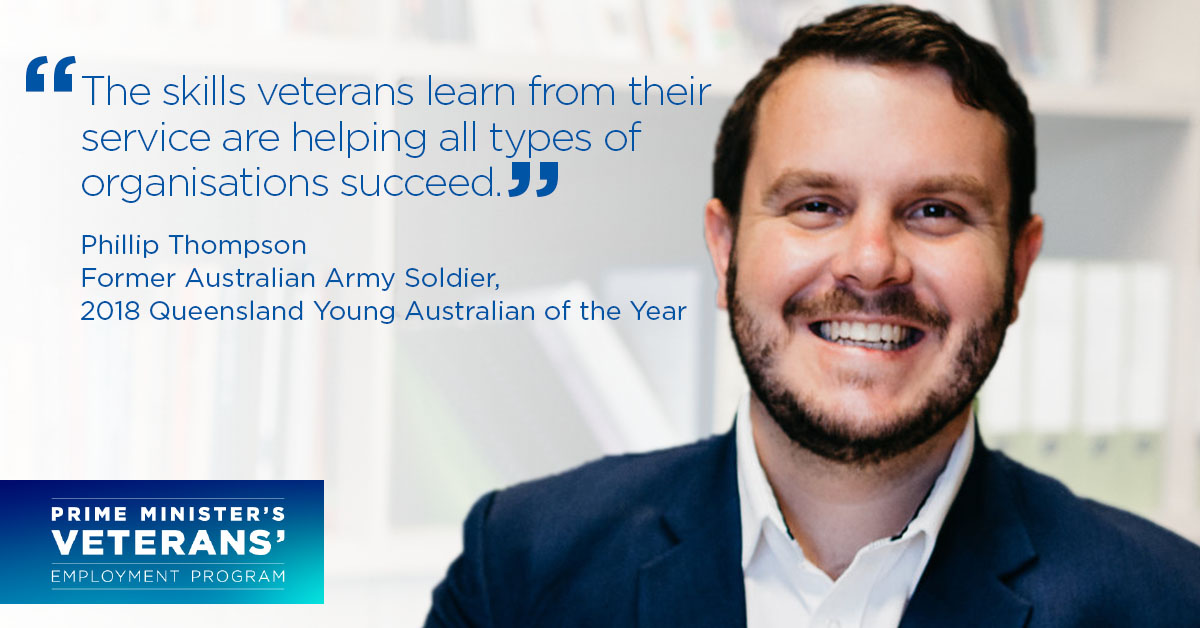 “The skills veterans learn from their
service are helping all types of
organisations succeed.”
Phillip Thompson
Former Australian Army Soldier,
2018 Queensland Young Australian of the Year
PRIME MINISTER’S
VETERANS’
EMPLOYMENT PROGRAM